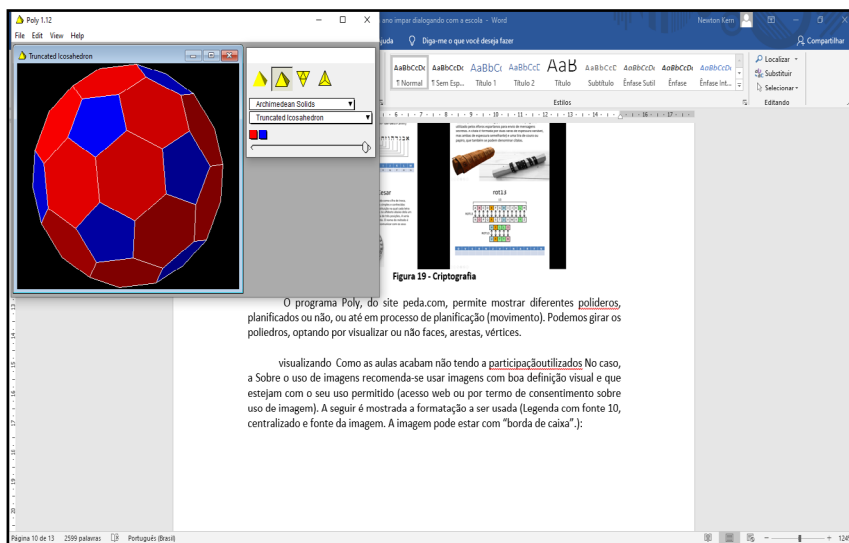 Poly 1.12
File Edit View Help
Truncated Icosahedron
Archimedean Solids
Truncated Icosahedron
ano impar dialogando com a escola - Word
Newton Kem
juda Diga-me o que você deseja fazer
Compartilhar
AaBbCcDc AaBbCcDc AaBbCc AaBbCcC AaB AaBbCcC AaBbCcDc AaBbCcDc AaBbCcDc
¶ Normal ¶ Sem Esp... Título 1 Título 2 Título Subtítulo Ênfase Sutil Ênfase Ênfase Int...
Estilos
Localizar
Substituir
Selecionar
Editando
rot13
Figura 19 - Criptografia
O programa Poly, do site peda.com, permite mostrar diferentes polideros,
planificados ou não, ou até em processo de planificação (movimento). Podemos girar os
poliedros, optando por visualizar ou não faces, arestas, vértices.
visualizando Como as aulas acabam não tendo a participaçãoutilizados No caso,
a Sobre o uso de imagens recomenda-se usar imagens com boa definição visual e que
estejam com o seu uso permitido (acesso web ou por termo de consentimento sobre
uso de imagem). A seguir é mostrada a formatação a ser usada (Legenda com fonte 10,
centralizado e fonte da imagem. A imagem pode estar com "borda de caixa".):
Página 10 de 13 2599 palavras Português (Brasil)